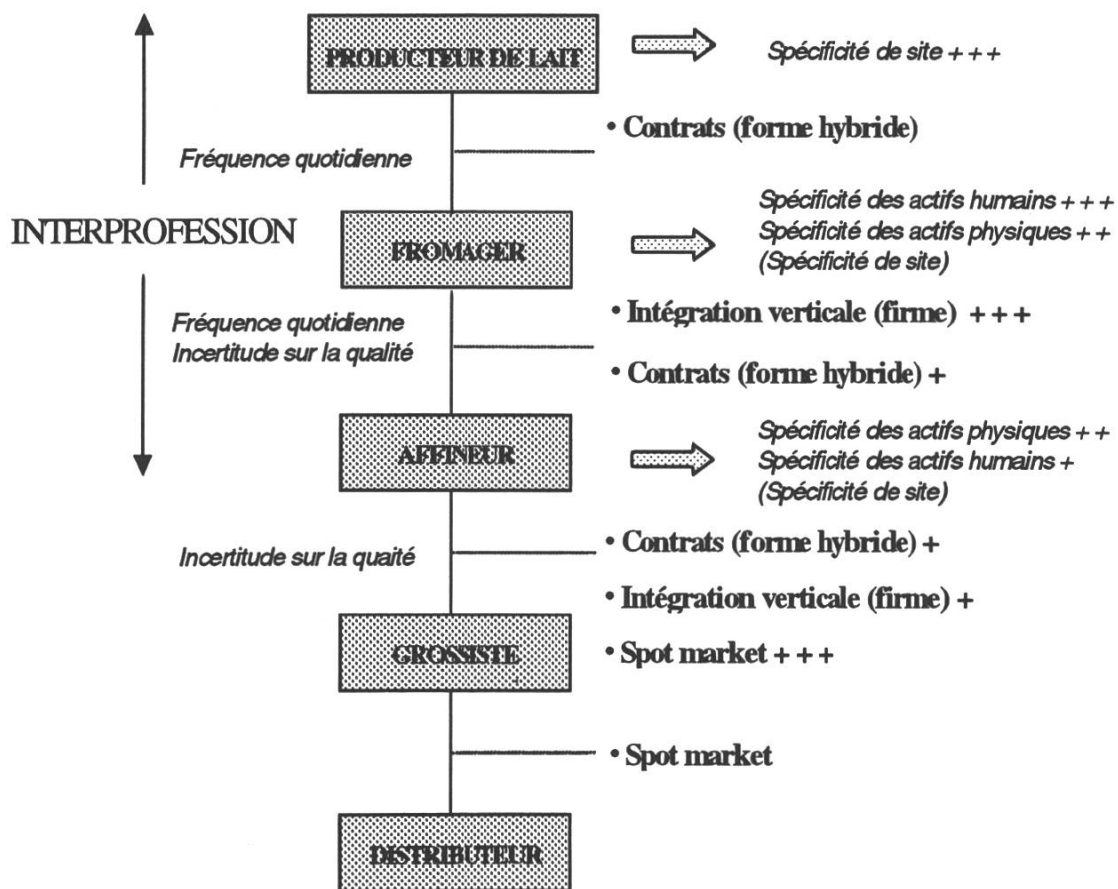 PRODUCTEUR DE LAIT
Spécificité de site + + +
• Contrats (forme hybride)
Fréquence quotidienne
INTERPROFESSION
FROMAGER
Spécificité des actifs humains + + +
Spécificité des actifs physiques + +
(Spécificité de site)
• Intégration verticale (firme) + + +
Fréquence quotidienne
Incertitude sur la qualité
• Contrats (forme hybride) +
AFFINEUR
Spécificité des actifs physiques + +
Spécificité des actifs humains +
(Spécificité de site)
• Contrats (forme hybride) +
Incertitude sur la quaité
• Intégration verticale (firme) +
GROSSISTE
• Spot market + + +
• Spot market
DISTRIBUTEUR